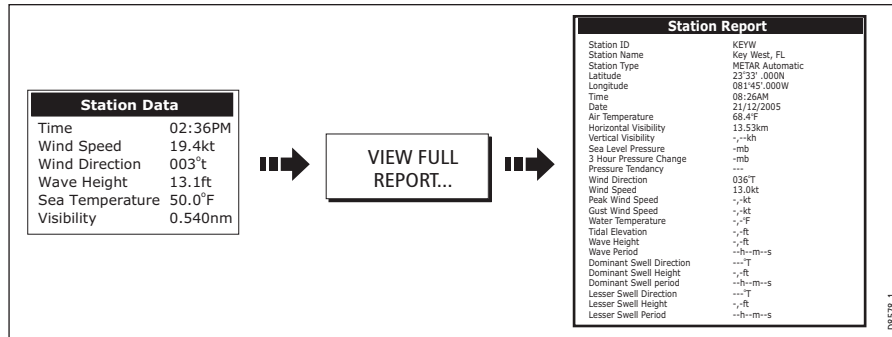 Station Data
Time 02:36PM
Wind Speed 19.4kt
Wind Direction 003°t
Wave Height 13.1ft
Sea Temperature 50.0°F
Visibility 0.540nm
VIEW FULL
REPORT...
Station Report
Station ID KEYW
Station Name Key West, FL
Station Type METAR Automatic
Latitude 23°33' .000N
Longitude 081°45'.000W
Time 08:26AM
Date 21/12/2005
Air Temperature 68.4°F
Horizontal Visibility 13.53km
Vertical Visibility -,--kh
Sea Level Pressure -mb
3 Hour Pressure Change -mb
Pressure Tendancy ---
Wind Direction 036°T
Wind Speed 13.0kt
Peak Wind Speed -,-kt
Gust Wind Speed -,-kt
Water Temperature -,-°F
Tidal Elevation -,-ft
Wave Height -,-ft
Wave Period --h--m--s
Dominant Swell Direction ---°T
Dominant Swell Height -,-ft
Dominant Swell period --h--m--s
Lesser Swell Direction ---°T
Lesser Swell Height -,-ft
Lesser Swell Period --h--m--s
D8578_1